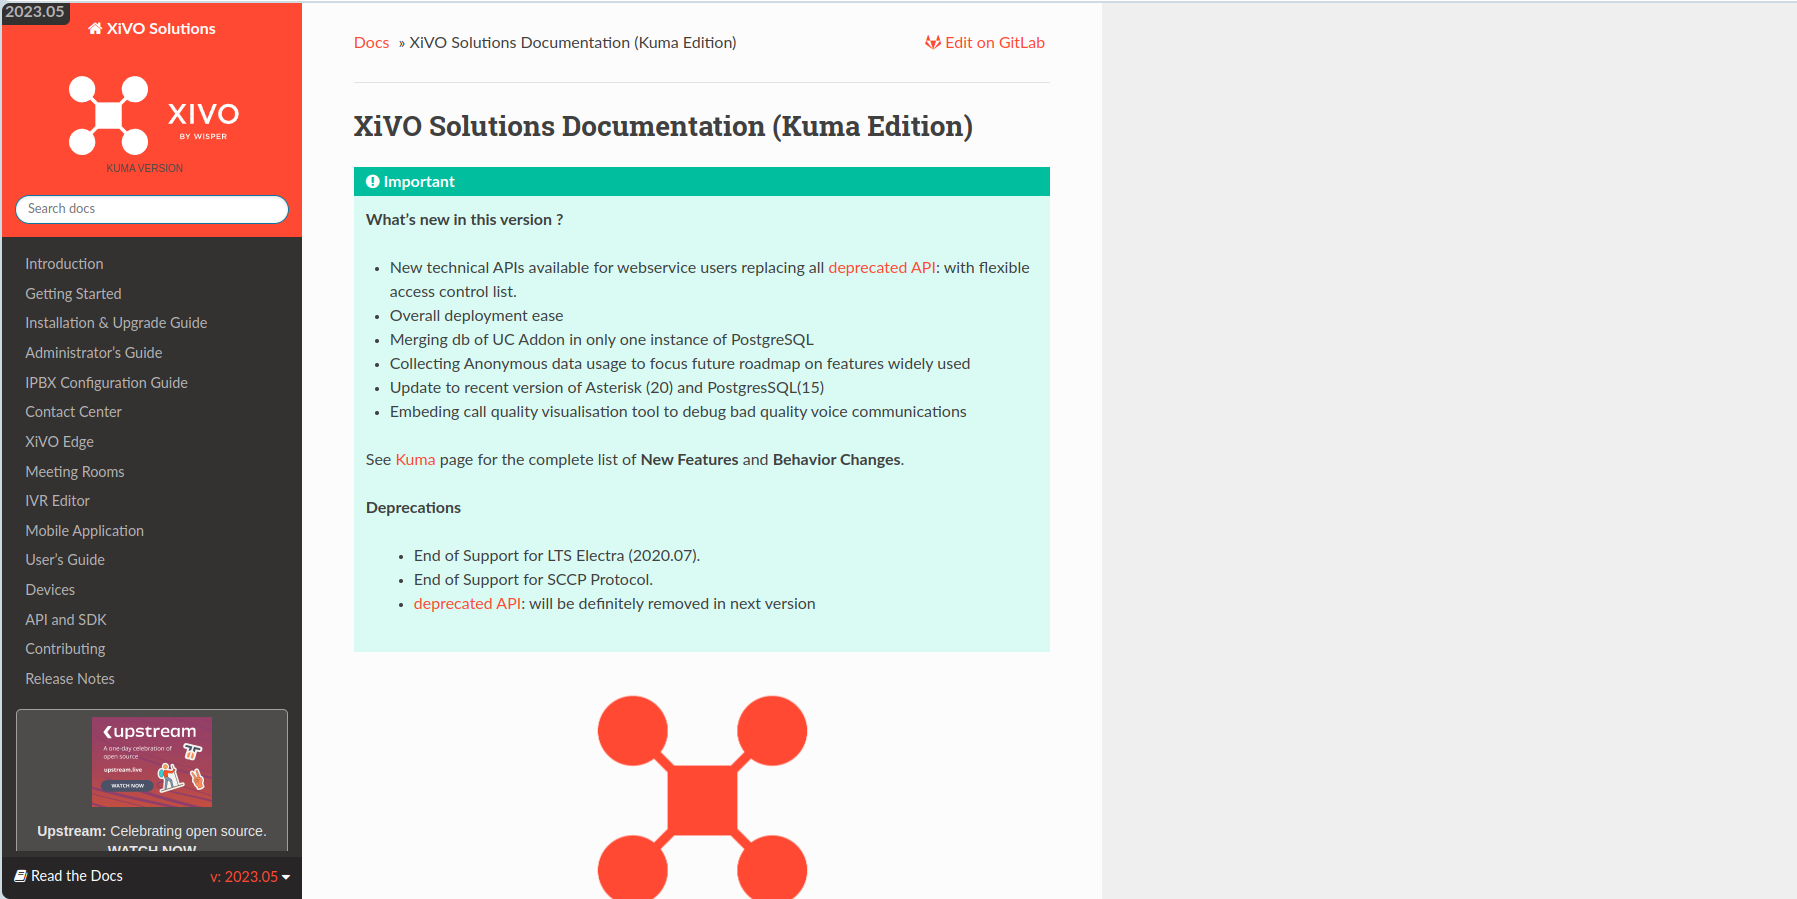 2023.05
XiVO Solutions
XIVO
BY WISPER
KUMA VERSION
Search docs
Introduction
Getting Started
Installation & Upgrade Guide
Administrator's Guide
IPBX Configuration Guide
Contact Center
XiVO Edge
Meeting Rooms
IVR Editor
Mobile Application
User's Guide
Devices
API and SDK
Contributing
Release Notes
upstream
A one-day celebration of
open source
upstream.live
WATCH NOW
Upstream: Celebrating open source.
WATCH NOW
Read the Docs v: 2023.05
Docs » XiVO Solutions Documentation (Kuma Edition) Edit on GitLab
XiVO Solutions Documentation (Kuma Edition)
Important
What's new in this version ?
• New technical APIs available for webservice users replacing all deprecated API: with flexible
access control list.
• Overall deployment ease
• Merging db of UC Addon in only one instance of PostgreSQL
• Collecting Anonymous data usage to focus future roadmap on features widely used
• Update to recent version of Asterisk (20) and PostgresSQL(15)
• Embeding call quality visualisation tool to debug bad quality voice communications
See Kuma page for the complete list of New Features and Behavior Changes.
Deprecations
• End of Support for LTS Electra (2020.07).
• End of Support for SCCP Protocol.
• deprecated API: will be definitely removed in next version